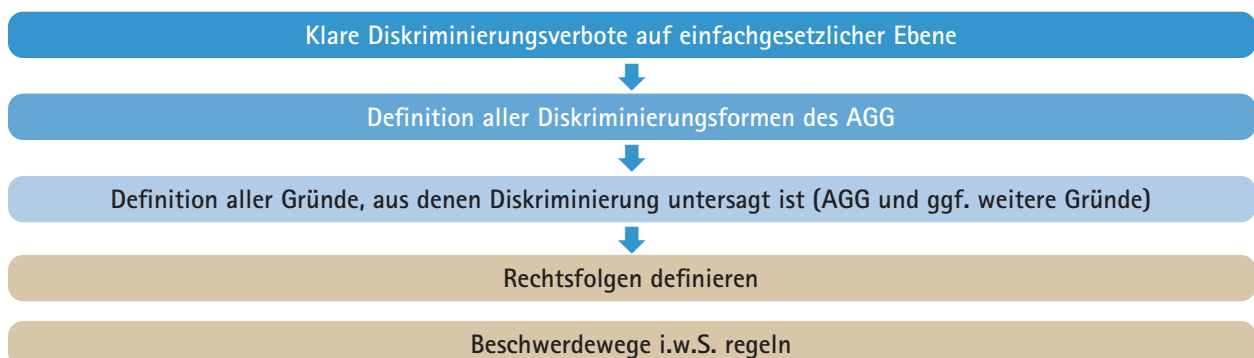 Klare Diskriminierungsverbote auf einfachgesetzlicher Ebene
Definition aller Diskriminierungsformen des AGG
Definition aller Gründe, aus denen Diskriminierung untersagt ist (AGG und ggf. weitere Gründe)
Rechtsfolgen definieren
Beschwerdewege i.w.S. regeln